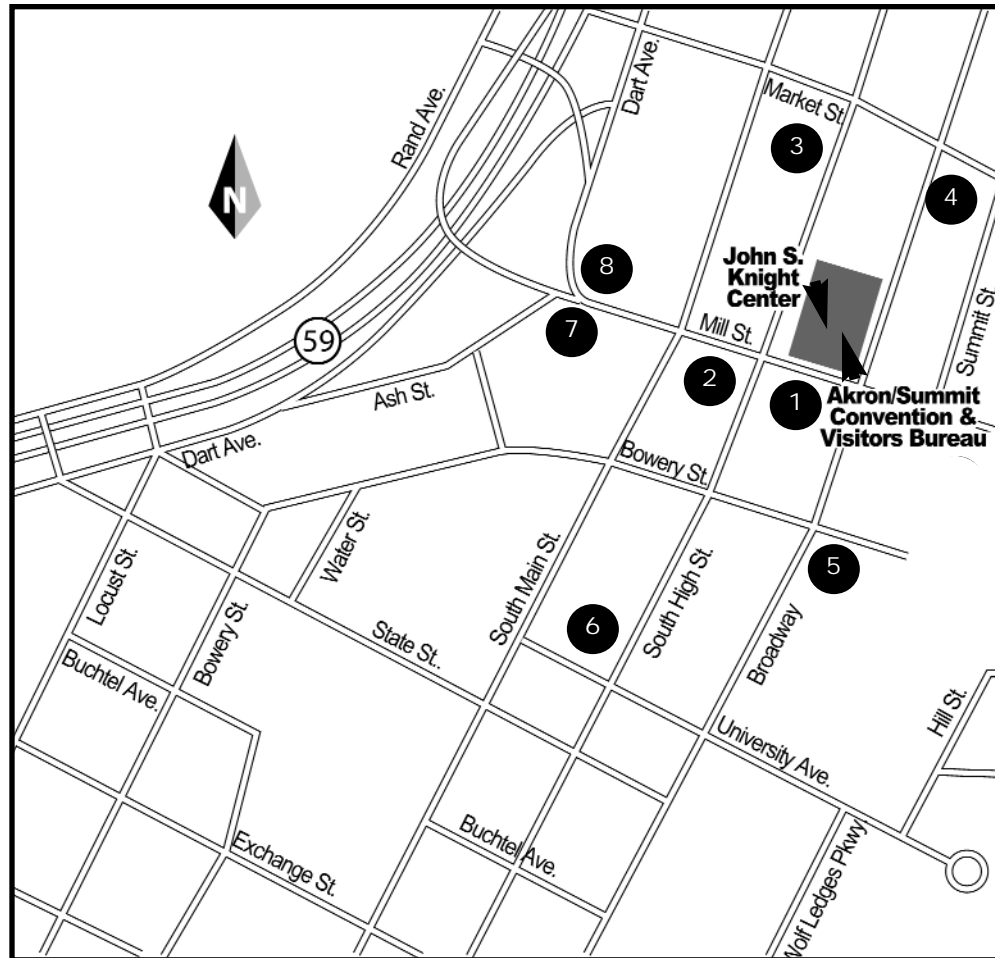 Rand Ave.
Dart Ave.
Market St.
3
4
N
8
John S.
Knight
Center
59
7
Mill St.
Summit St
2
1
Akron/Summit
Convention &
Visitors Bureau
Ash St.
Dart Ave.
Bowery St.
Water St.
Locust St.
South Main St.
South High St.
5
6
Bowery St.
State St..
Broadway
Buchtel Ave.
Hill St.
University Ave.
Buchtel Ave.
Exchange St.
Wolf Ledges Pkwy.